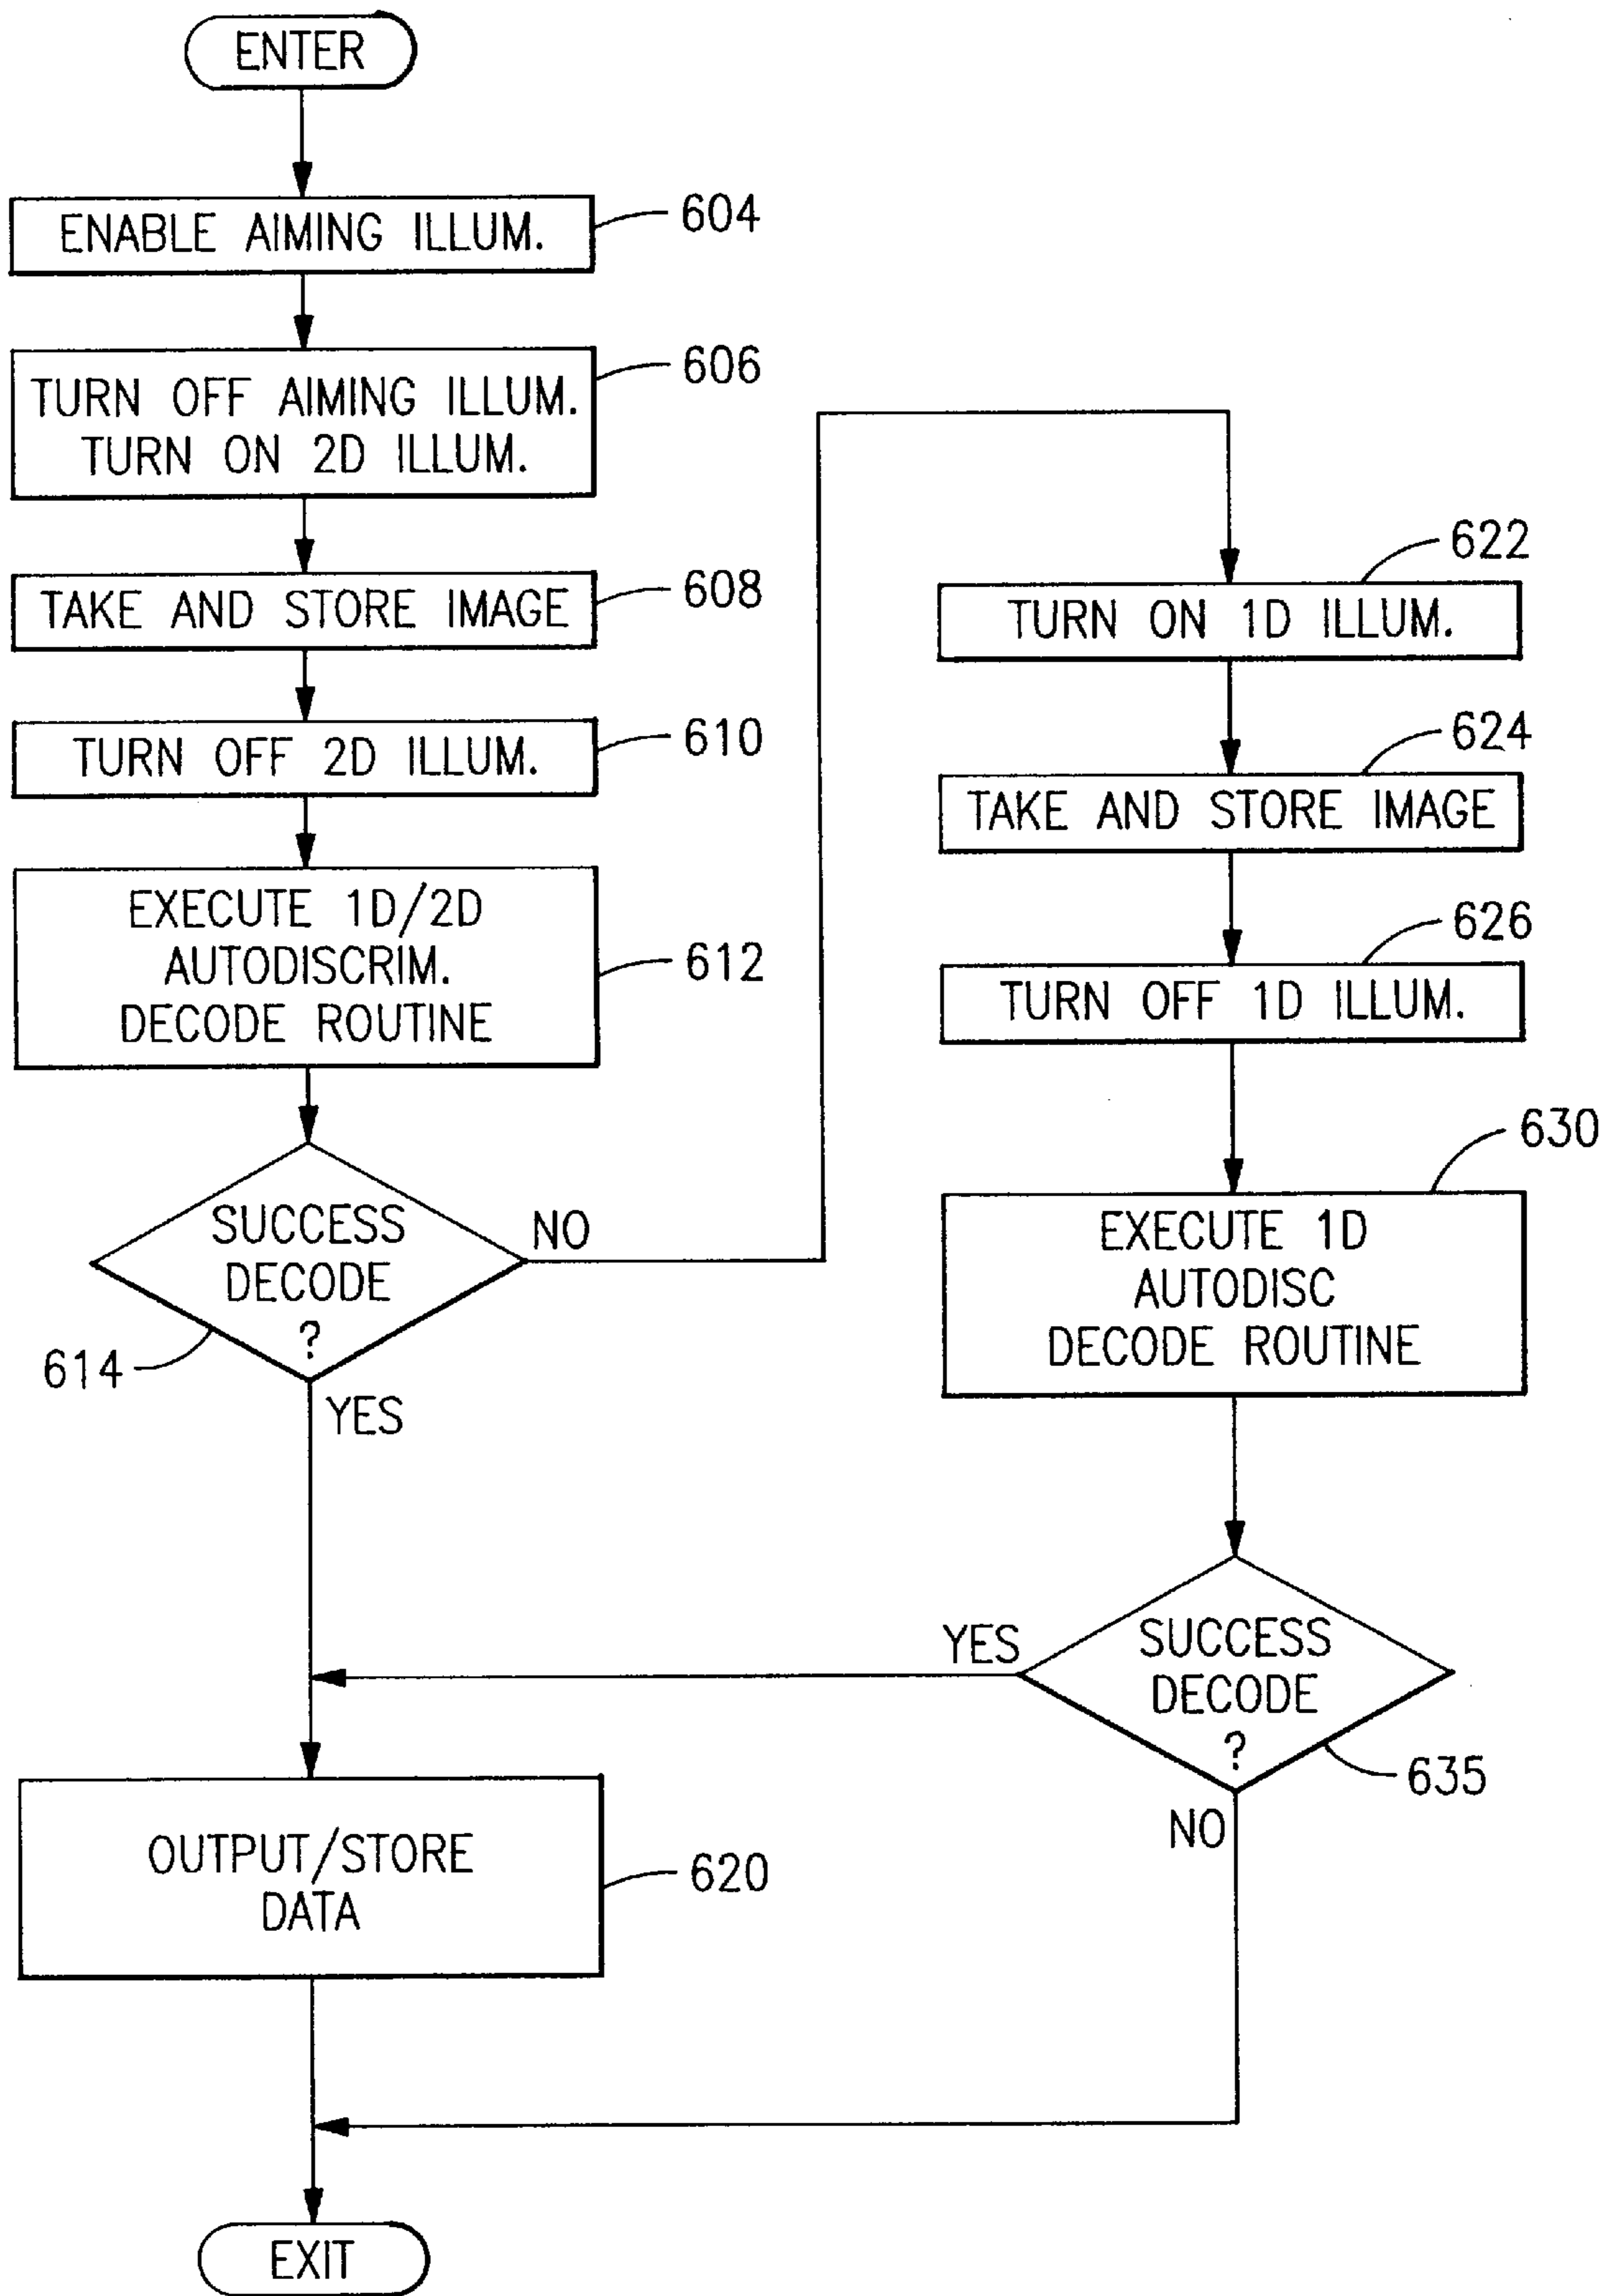 ENTER
ENABLE AIMING ILLUM.
604
TURN OFF AIMING ILLUM.
TURN ON 2D ILLUM.
606
TAKE AND STORE IMAGE
608
TURN OFF 2D ILLUM.
610
EXECUTE 1D/2D
AUTODISCRIM.
DECODE ROUTINE
612
SUCCESS
DECODE
?
614
NO
YES
622
TURN ON 1D ILLUM.
624
TAKE AND STORE IMAGE
626
TURN OFF 1D ILLUM.
630
EXECUTE 1D
AUTODISC
DECODE ROUTINE
SUCCESS
DECODE
?
635
YES
NO
OUTPUT/STORE
DATA
620
EXIT